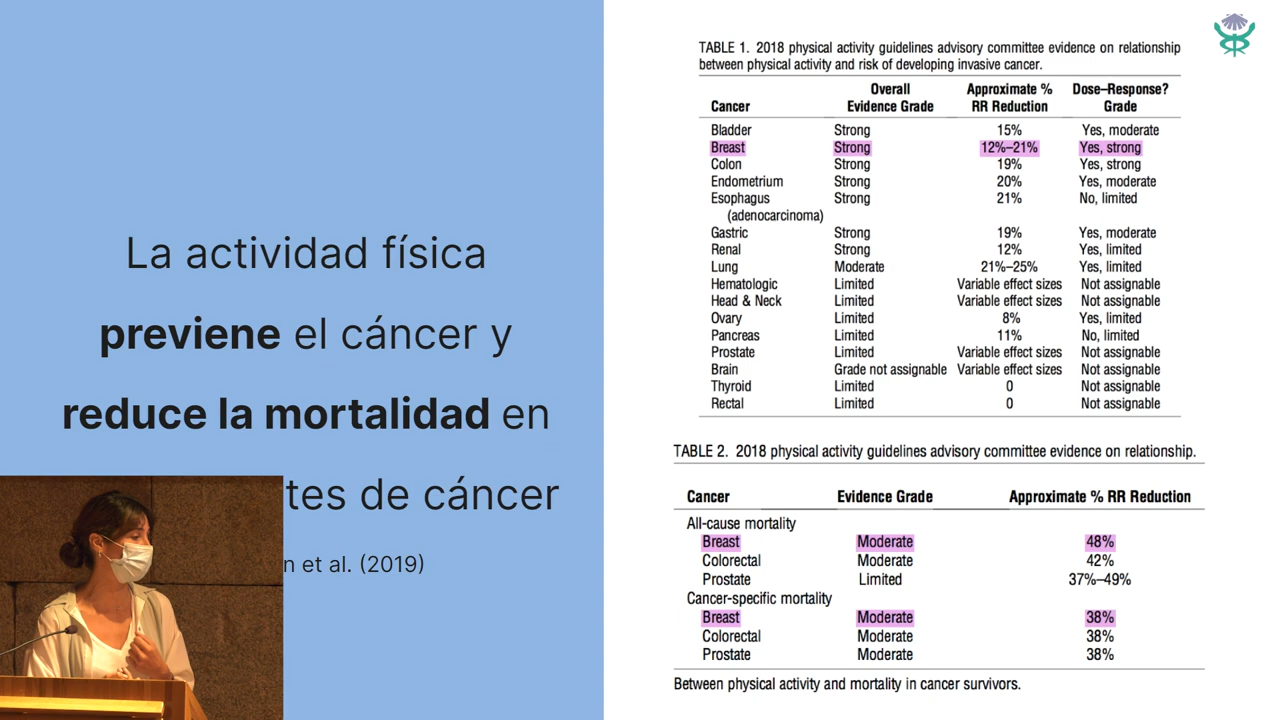 La actividad física
previene el cáncer y
reduce la mortalidad en
de cáncer
et al. (2019)
TABLE 1. 2018 physical activity guidelines advisory committee evidence on relationship
between physical activity and risk of developing invasive cancer.
Cancer Overall Evidence Grade Approximate % RR Reduction Dose–Response? Grade
Bladder Strong 15% Yes, moderate
Breast Strong 12%–21% Yes, strong
Colon Strong 19% Yes, strong
Endometrium Strong 20% Yes, moderate
Esophagus Strong 21% No, limited
(adenocarcinoma)
Gastric Strong 19% Yes, moderate
Renal Strong 12% Yes, limited
Lung Moderate 21%–25% Yes, limited
Hematologic Limited Variable effect sizes Not assignable
Head & Neck Limited Variable effect sizes Not assignable
Ovary Limited 8% Yes, limited
Pancreas Limited 11% No, limited
Prostate Limited Variable effect sizes Not assignable
Brain Grade not assignable Variable effect sizes Not assignable
Thyroid Limited 0 Not assignable
Rectal Limited 0 Not assignable
TABLE 2. 2018 physical activity guidelines advisory committee evidence on relationship.
Cancer Evidence Grade Approximate % RR Reduction
All-cause mortality
Breast Moderate 48%
Colorectal Moderate 42%
Prostate Limited 37%–49%
Cancer-specific mortality
Breast Moderate 38%
Colorectal Moderate 38%
Prostate Moderate 38%
Between physical activity and mortality in cancer survivors.